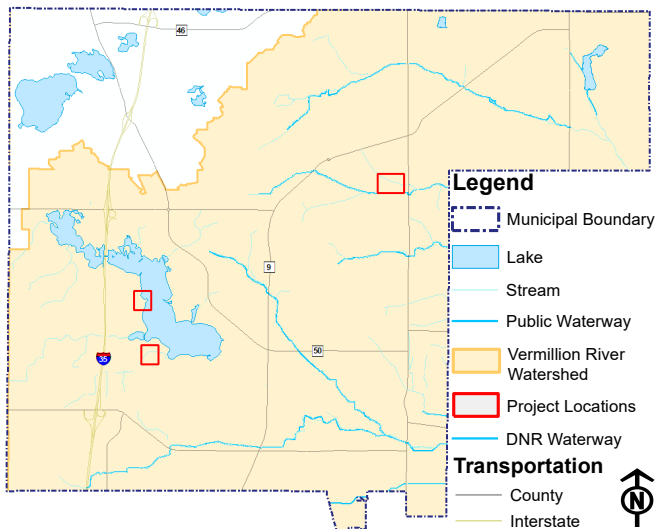 46
9
50
35
Legend
Municipal Boundary
Lake
Stream
Public Waterway
Vermillion River
Watershed
Project Locations
DNR Waterway
Transportation
County
Interstate
N